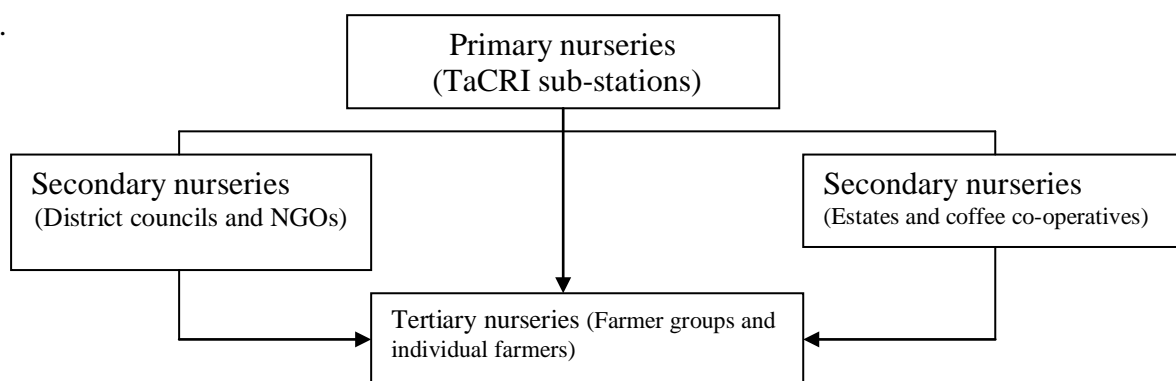 .
Primary nurseries
(TaCRI sub-stations)
Secondary nurseries
(District councils and NGOs)
Secondary nurseries
(Estates and coffee co-operatives)
Tertiary nurseries (Farmer groups and
individual farmers)